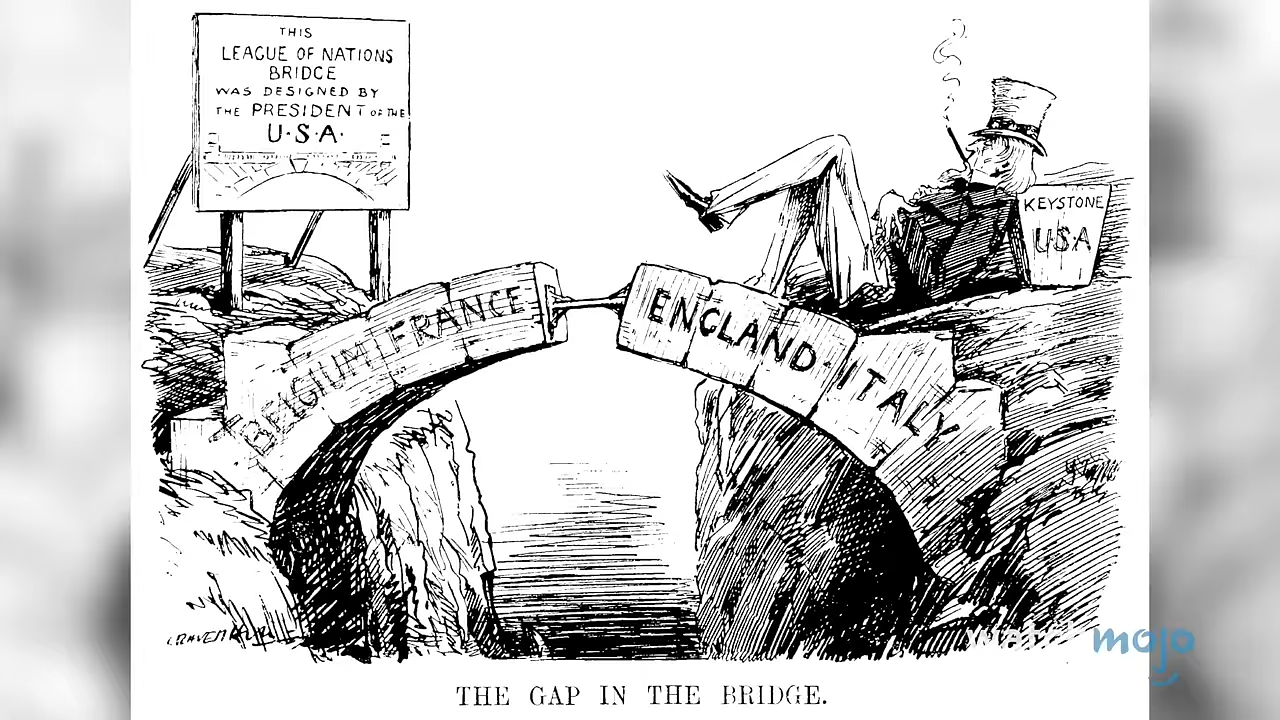 THIS
LEAGUE OF NATIONS
BRIDGE
WAS DESIGNED BY
THE PRESIDENT OF THE
U·S·A·
KEYSTONE
USA
BELGIUM
FRANCE
ENGLAND
ITALY
mojo
THE GAP IN THE BRIDGE.